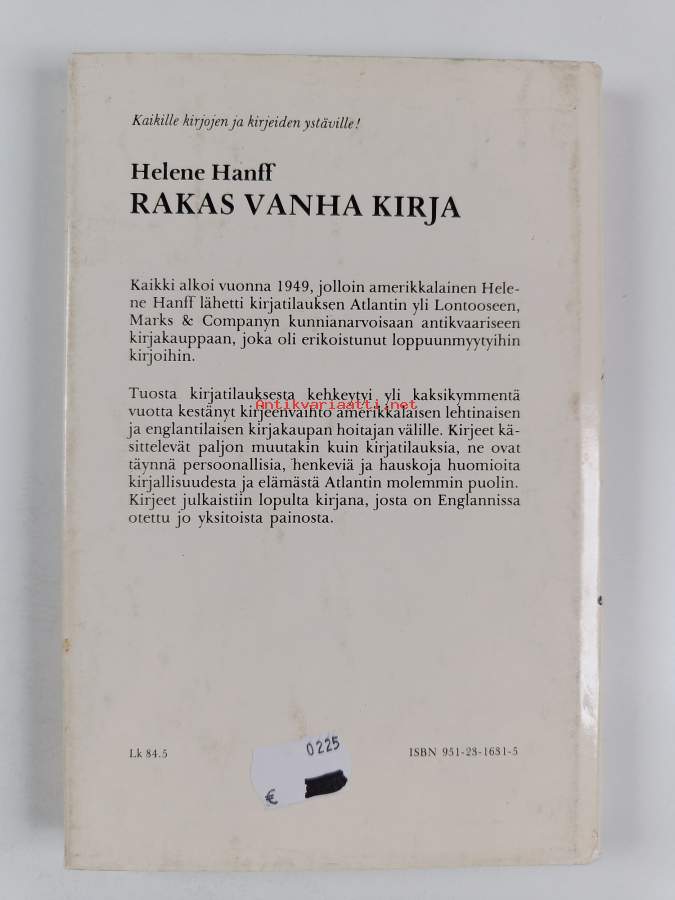 Kaikille kirjojen ja kirjeiden ystäville!
Helene Hanff
RAKAS VANHA KIRJA
Kaikki alkoi vuonna 1949, jolloin amerikkalainen Hele-
ne Hanff lähetti kirjatilauksen Atlantin yli Lontooseen,
Marks & Companyn kunnianarvoisaan antikvaariseen
kirjakauppaan, joka oli erikoistunut loppuunmyytyihin
kirjoihin.
Tuosta kirjatilauksesta kehkeytyi yli kaksikymmentä
Antikvariaatti.net
vuotta kestänyt kirjeenvaihto amerikkalaisen lehtinaisen
ja englantilaisen kirjakaupan hoitajan välille. Kirjeet kä-
sittelevät paljon muutakin kuin kirjatilauksia, ne ovat
täynnä persoonallisia, henkeviä ja hauskoja huomioita
kirjallisuudesta ja elämästä Atlantin molemmin puolin.
Kirjeet julkaistiin lopulta kirjana, josta on Englannissa
otettu jo yksitoista painosta.
Lk 84.5
0225
€
ISBN 951-23-1631-5